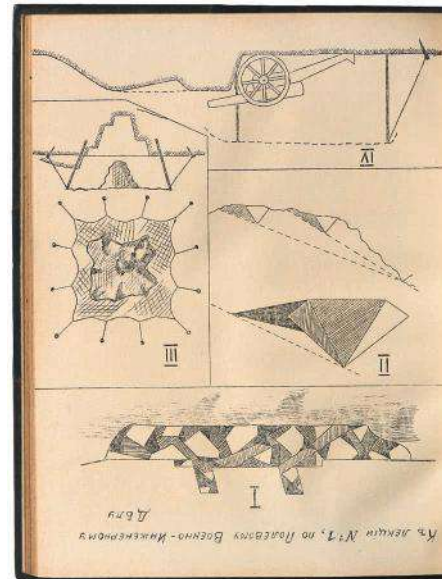 Къ лекціи №1, по Полевому Военно-Инженерному
Дѣлу
I
II
III
IV